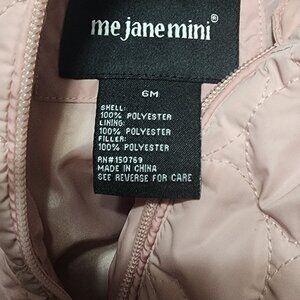 me jane mini®
6M
SHELL:
100% POLYESTER
LINING:
100% POLYESTER
FILLER:
100% POLYESTER
RN#150769
MADE IN CHINA
SEE REVERSE FOR CARE